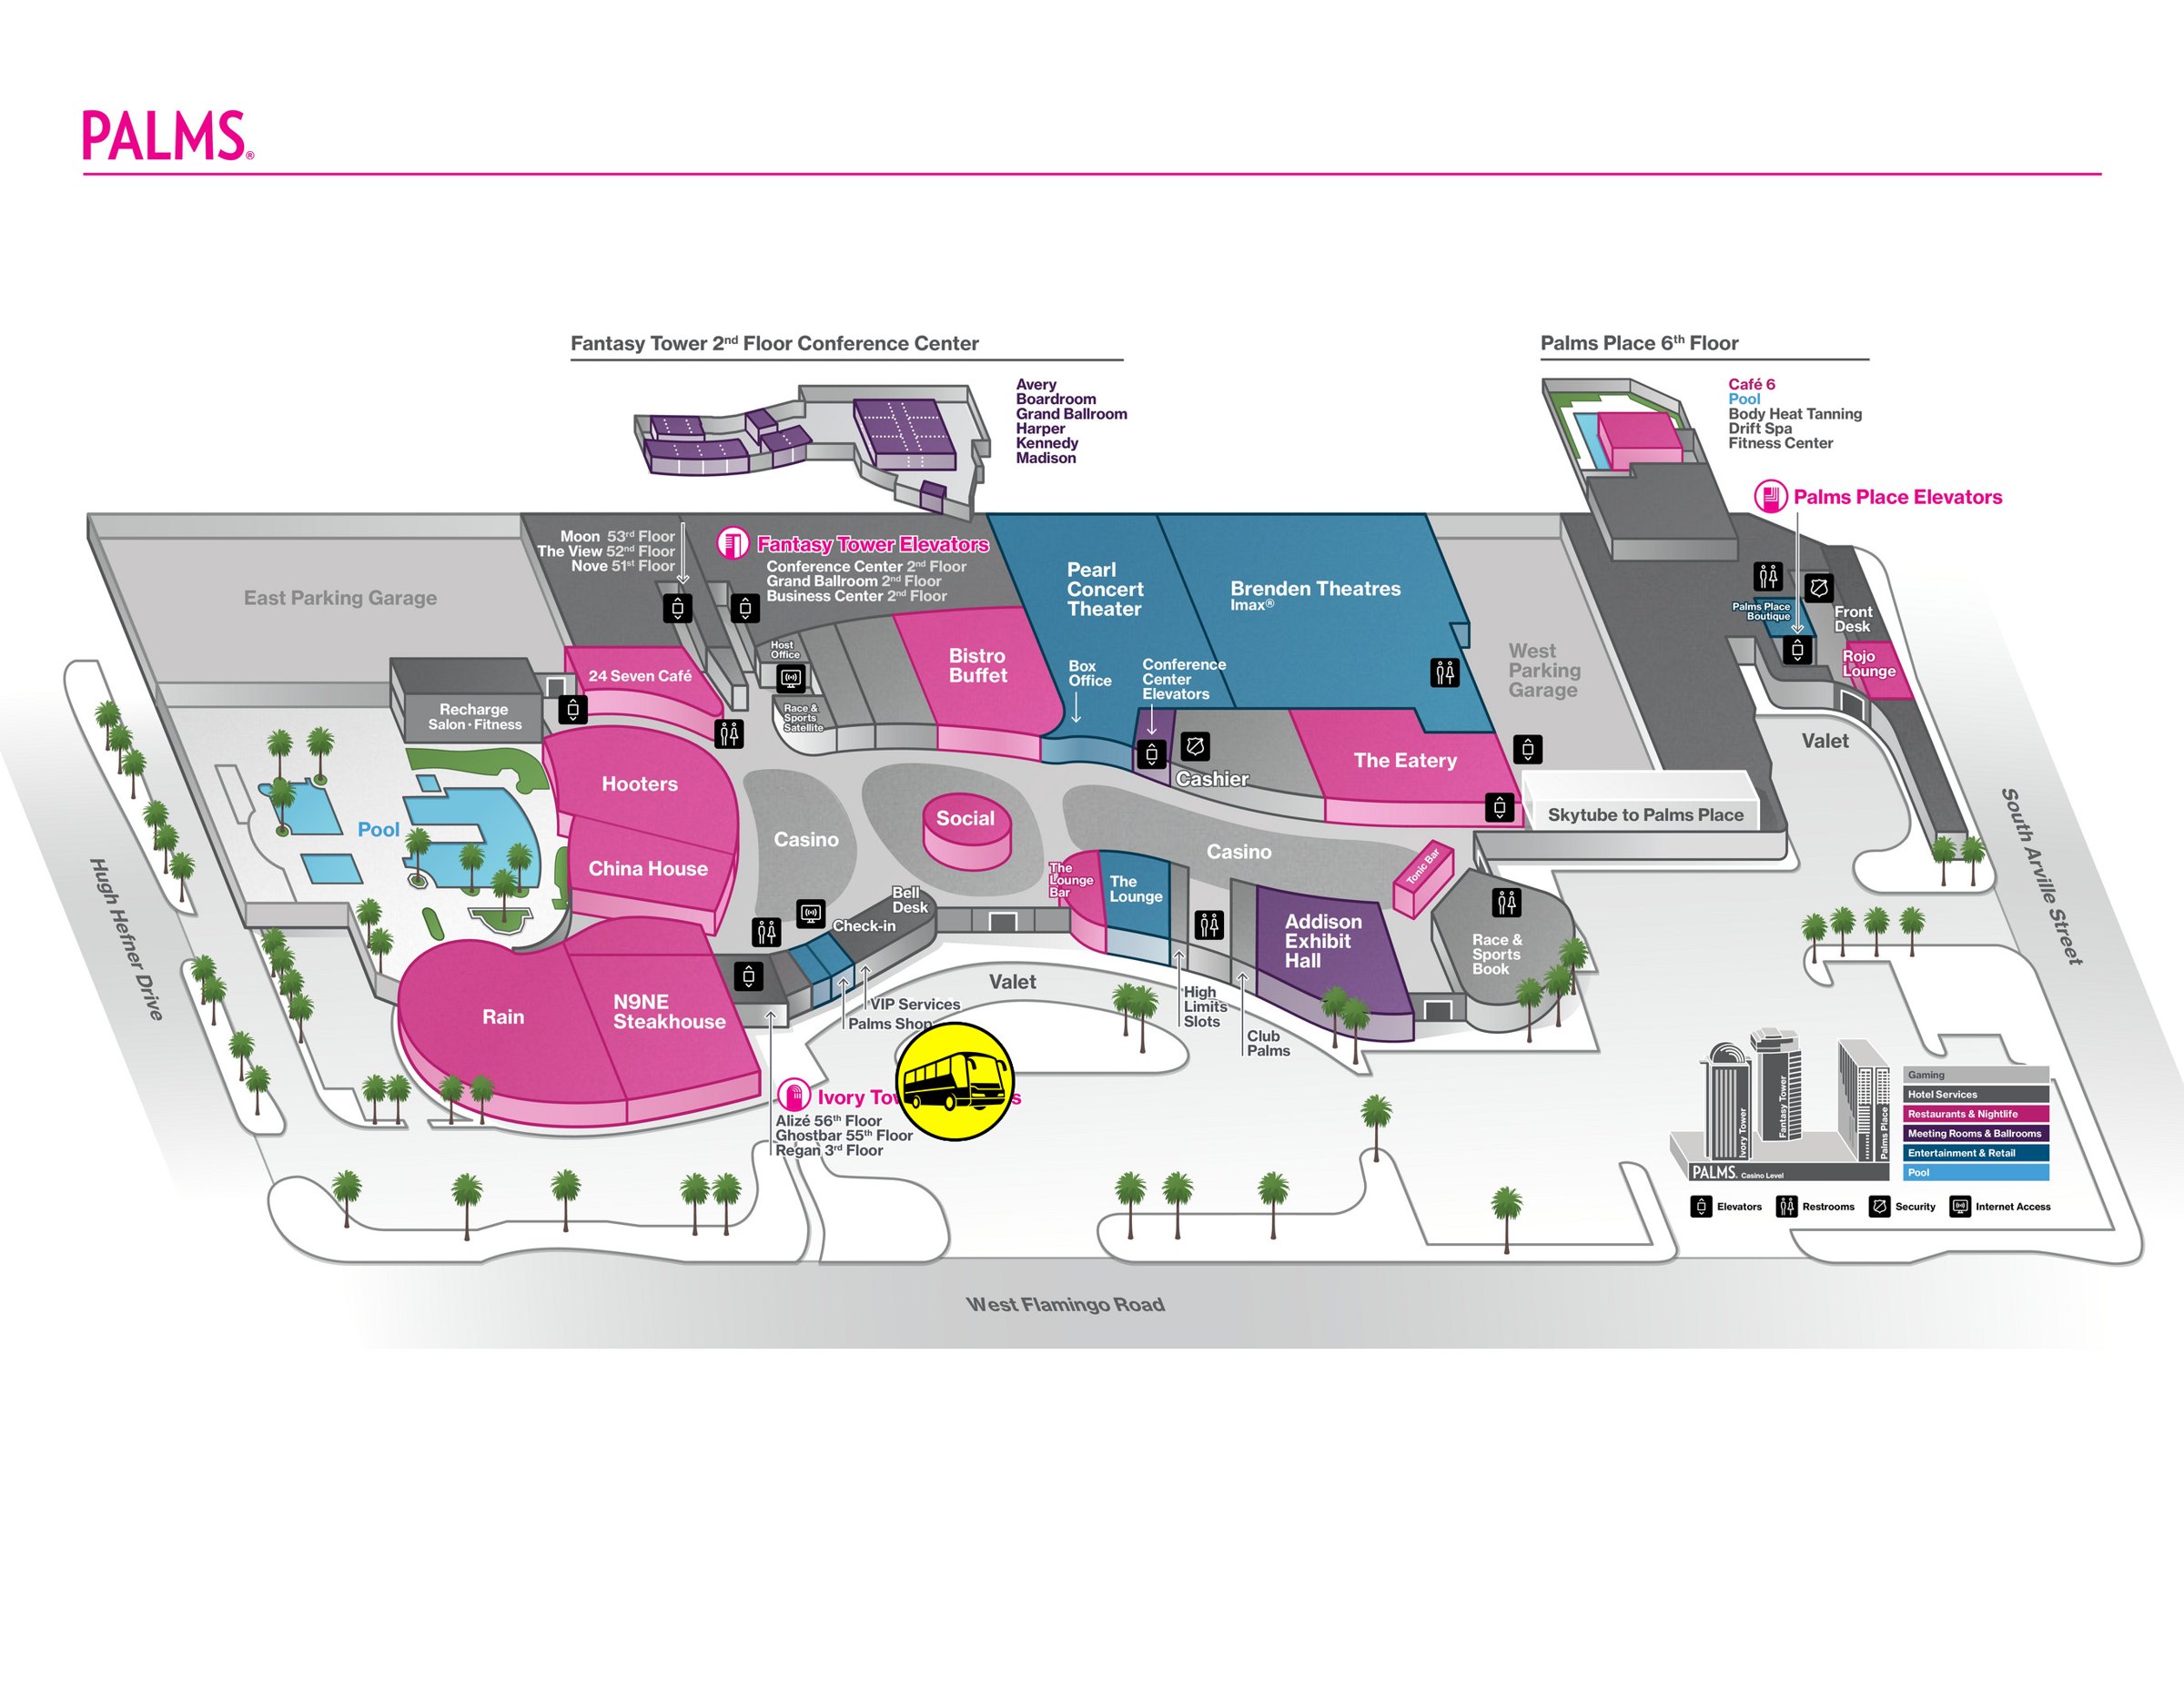 PALMS®
Fantasy Tower 2nd Floor Conference Center
Avery
Boardroom
Grand Ballroom
Harper
Kennedy
Madison
Palms Place 6th Floor
Café 6
Pool
Body Heat Tanning
Drift Spa
Fitness Center
Palms Place Elevators
Moon 53rd Floor
The View 52nd Floor
Nove 51st Floor
Fantasy Tower Elevators
Conference Center 2nd Floor
Grand Ballroom 2nd Floor
Business Center 2nd Floor
East Parking Garage
Pearl
Concert
Theater
Brenden Theatres
Imax®
West
Parking
Garage
Palms Place
Boutique
Front
Desk
Rojo
Lounge
Host
Office
Bistro
Buffet
24 Seven Café
Box
Office
Conference
Center
Elevators
Recharge
Salon • Fitness
Race &
Sports
Satellite
Valet
Hooters
The Eatery
Cashier
Skytube to Palms Place
Pool
Casino
Social
Casino
China House
The
Lounge
Bar
The
Lounge
Tonic Bar
Bell
Desk
Check-in
Addison
Exhibit
Hall
Race &
Sports
Book
Hugh Hefner Drive
South Arville Street
Valet
Rain
N9NE
Steakhouse
VIP Services
Palms Shop
High
Limits
Slots
Club
Palms
Ivory Tow s
Alizé 56th Floor
Ghostbar 55th Floor
Regan 3rd Floor
Ivory Tower
Fantasy Tower
Palms Place
PALMS. Casino Level
Gaming
Hotel Services
Restaurants & Nightlife
Meeting Rooms & Ballrooms
Entertainment & Retail
Pool
Elevators
Restrooms
Security
Internet Access
West Flamingo Road